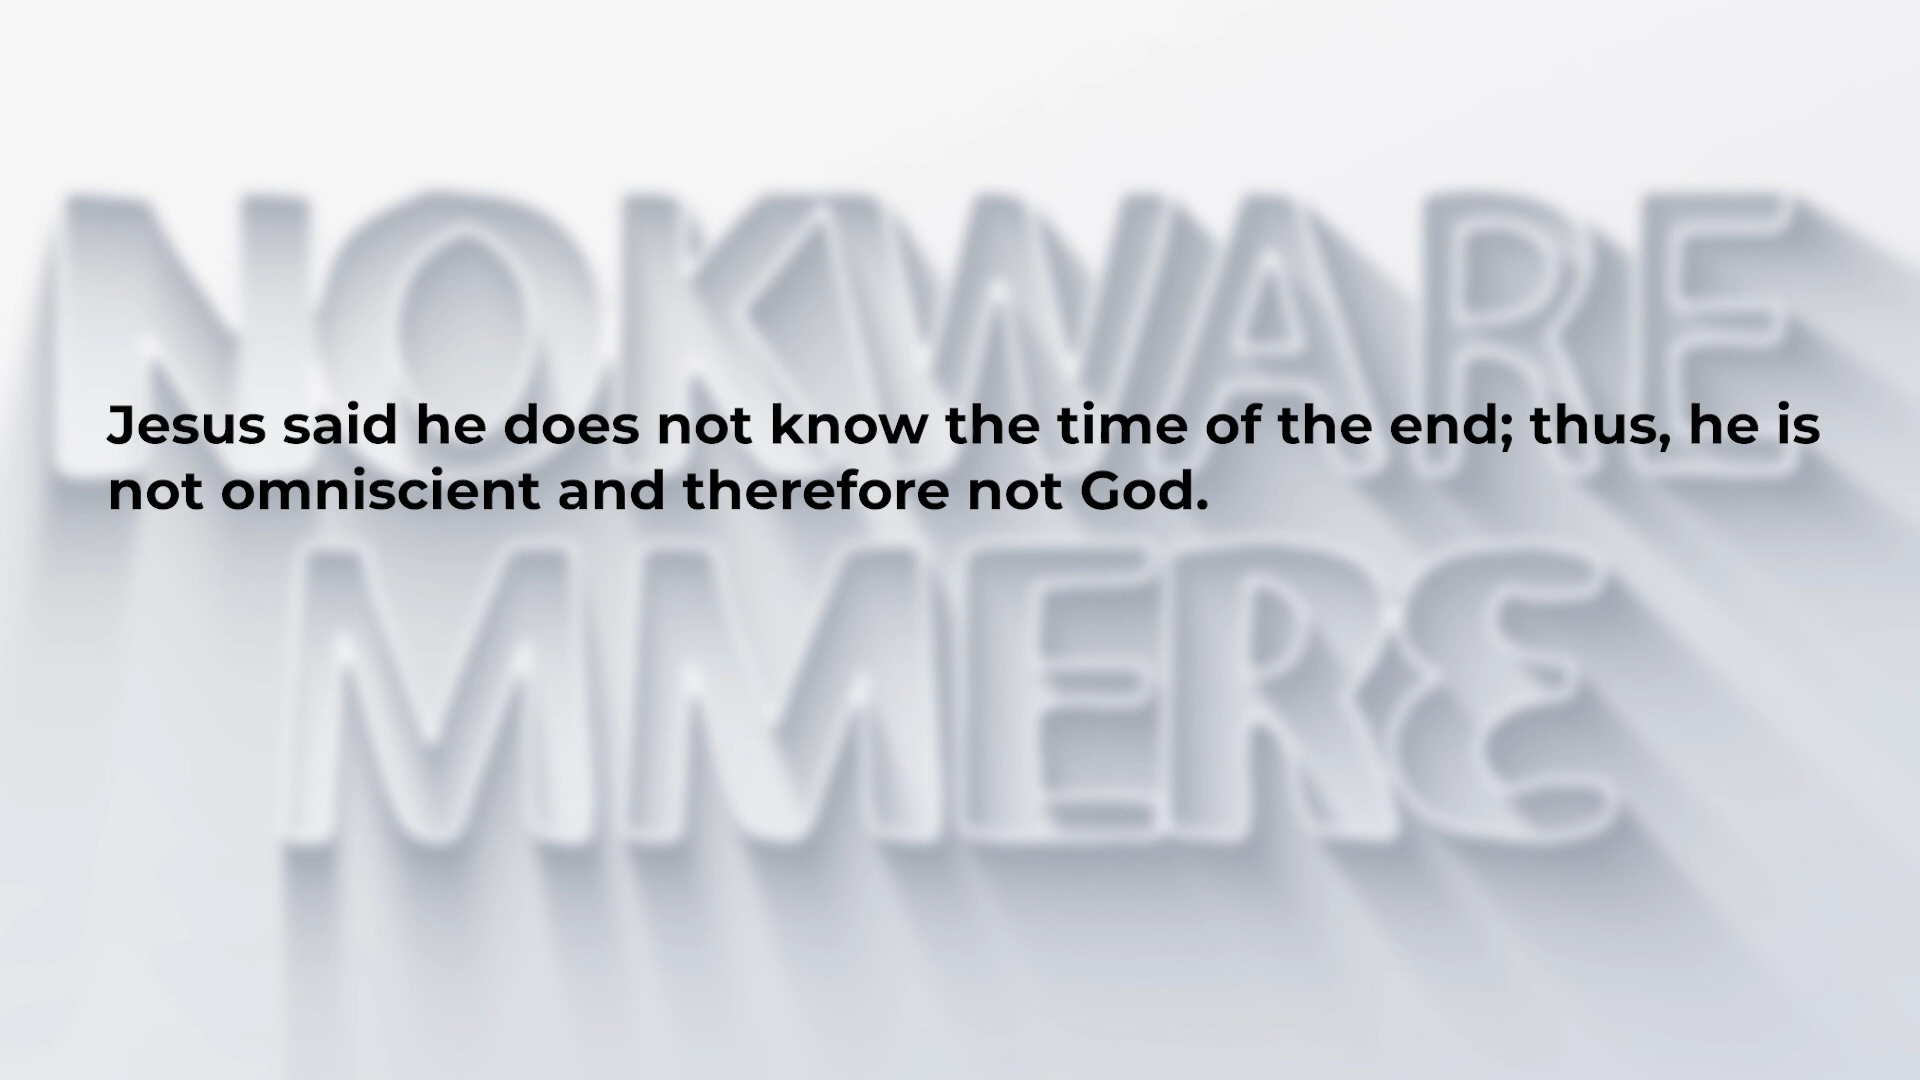 NOKWARE
Jesus said he does not know the time of the end; thus, he is
not omniscient and therefore not God.
MMERƐ